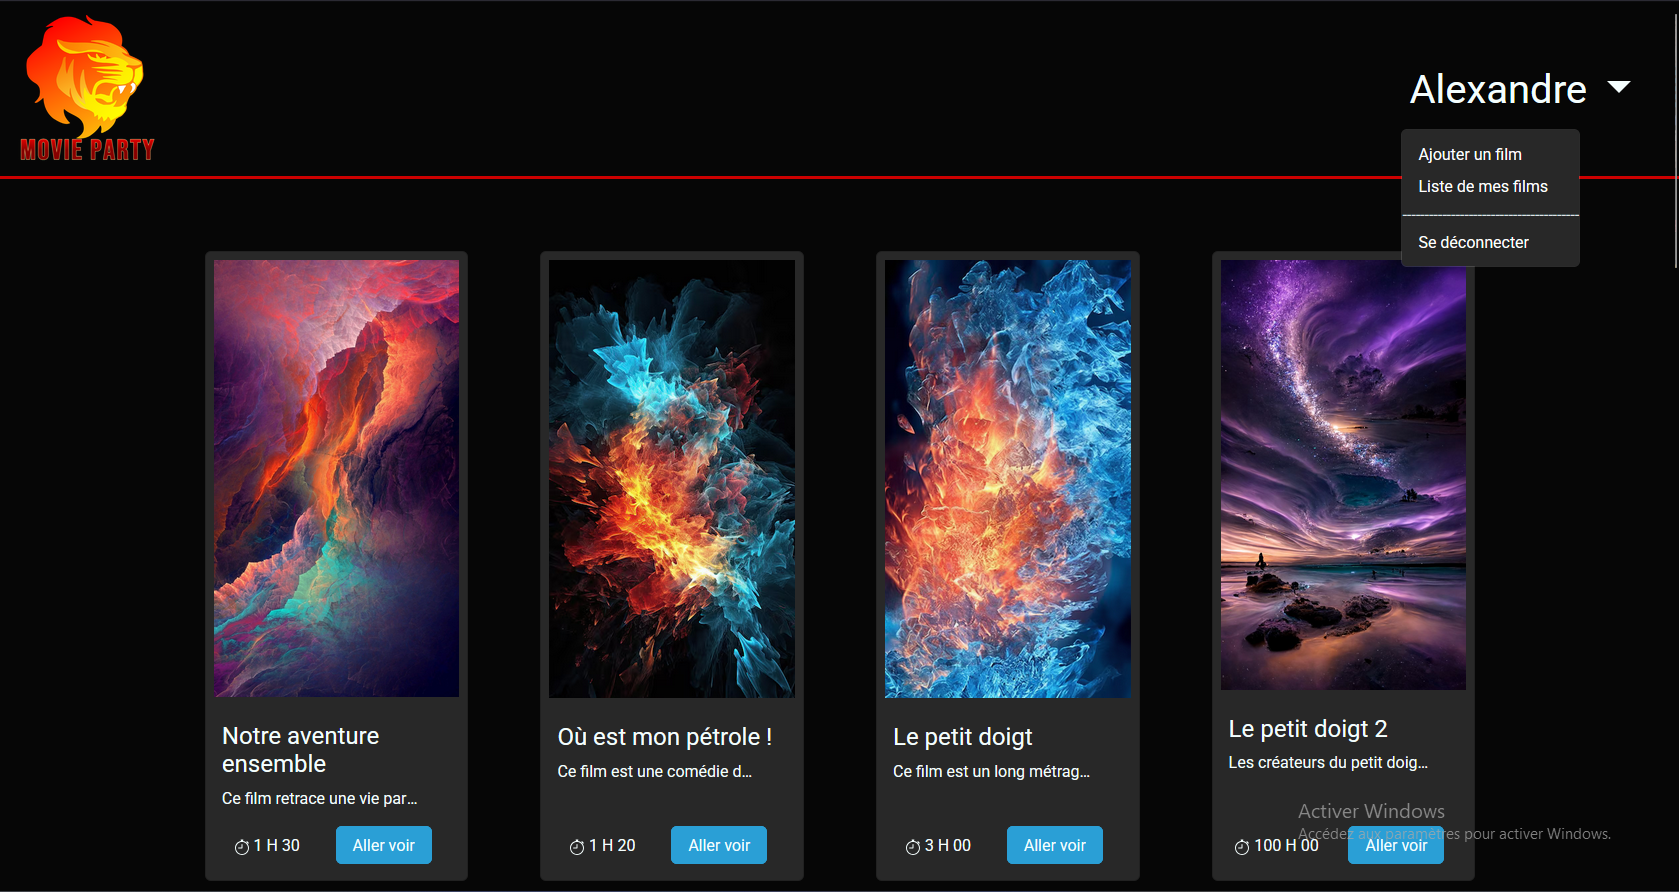 MOVIE PARTY
Alexandre
Ajouter un film
Liste de mes films
Se déconnecter
Notre aventure
ensemble
Ce film retrace une vie par...
1 H 30
Aller voir
Où est mon pétrole !
Ce film est une comédie d...
1 H 20
Aller voir
Le petit doigt
Ce film est un long métrag...
3 H 00
Aller voir
Le petit doigt 2
Les créateurs du petit doig...
100 H 00
Aller voir
Activer Windows
Accédez aux paramètres pour activer Windows.